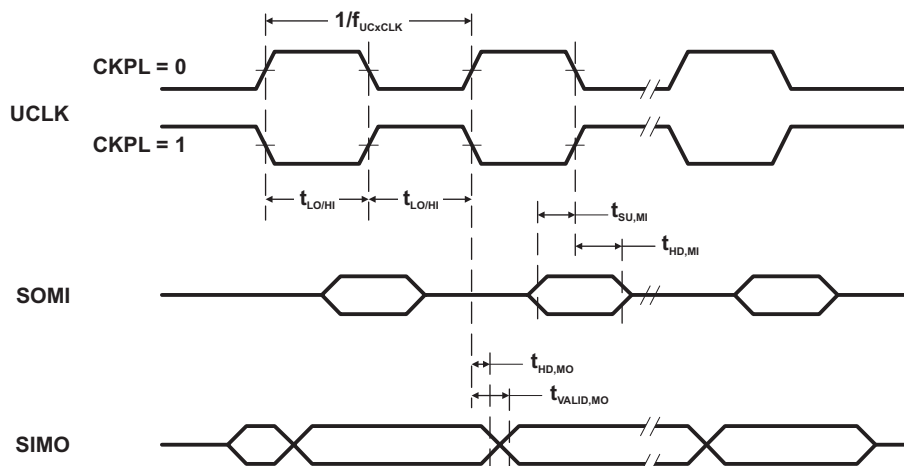 1/fUCxCLK
CKPL = 0
UCLK
CKPL = 1
tLO/HI tLO/HI
tSU,MI
tHD,MI
SOMI
tHD,MO
tVALID,MO
SIMO